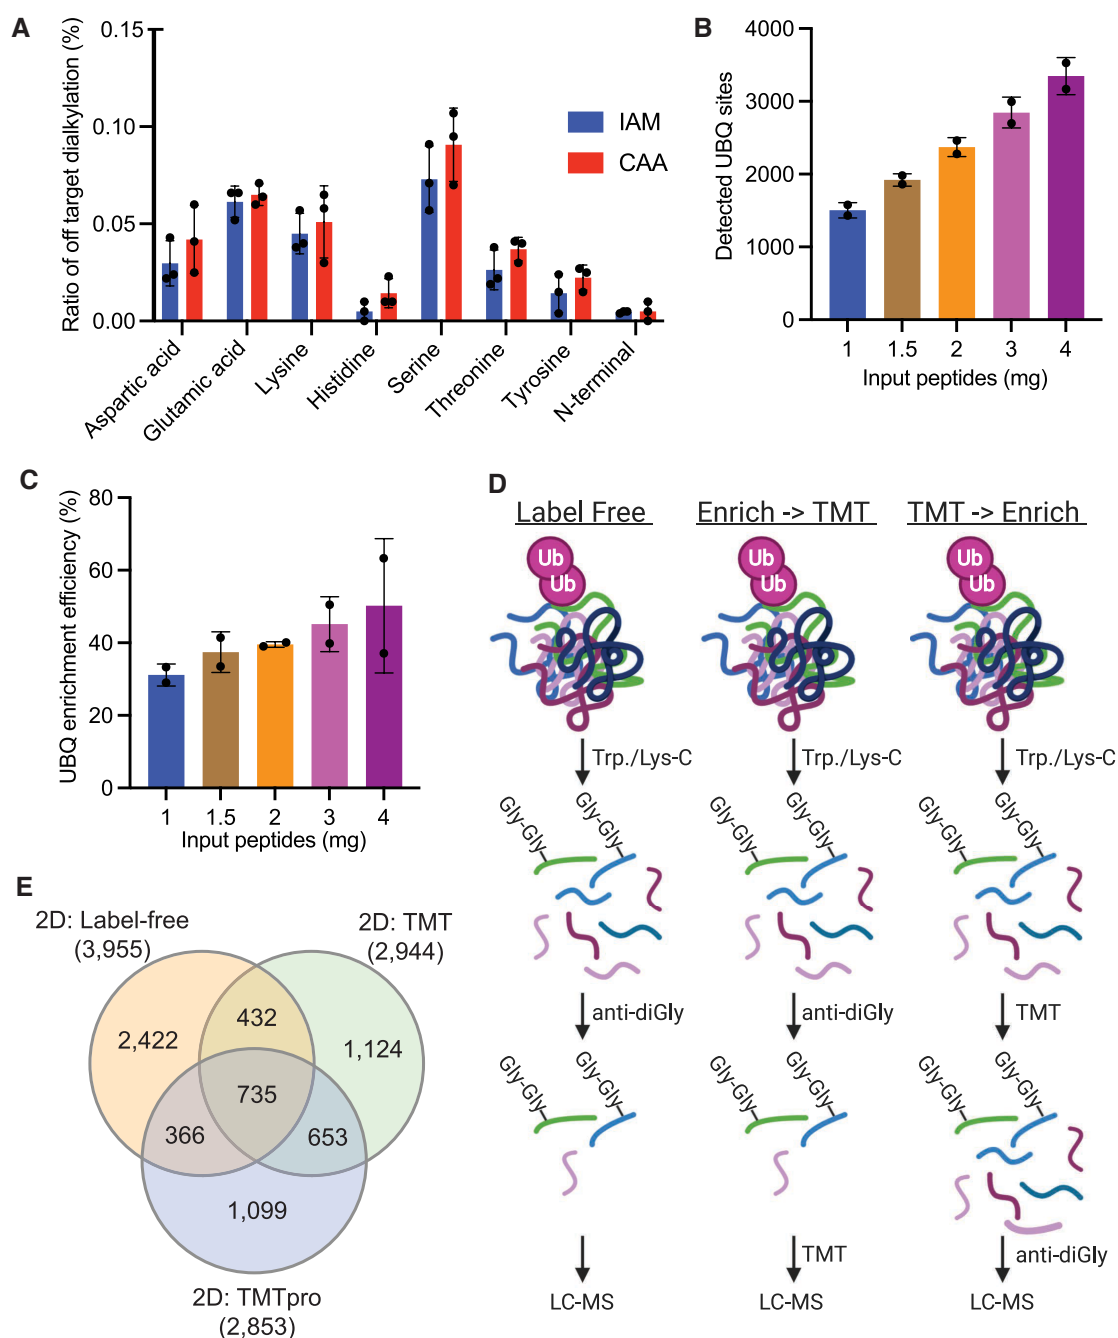 A
Ratio of off target dialkylation (%)
0.15
0.10
0.05
0.00
IAM
CAA
Aspartic acid
Glutamic acid
Lysine
Histidine
Serine
Threonine
Tyrosine
N-terminal
B
Detected UBQ sites
4000
3000
2000
1000
0
1 1.5 2 3 4
Input peptides (mg)
C
UBQ enrichment efficiency (%)
80
60
40
20
0
1 1.5 2 3 4
Input peptides (mg)
D
Label Free Enrich -> TMT TMT -> Enrich
Ub Ub Ub
Ub Ub Ub
Trp./Lys-C Trp./Lys-C Trp./Lys-C
Gly-Gly Gly-Gly Gly-Gly Gly-Gly Gly-Gly Gly-Gly
anti-diGly anti-diGly TMT
Gly-Gly Gly-Gly Gly-Gly Gly-Gly Gly-Gly Gly-Gly
TMT anti-diGly
LC-MS LC-MS LC-MS
E
2D: Label-free
(3,955)
2D: TMT
(2,944)
432
2,422
1,124
735
366
653
1,099
2D: TMTpro
(2,853)